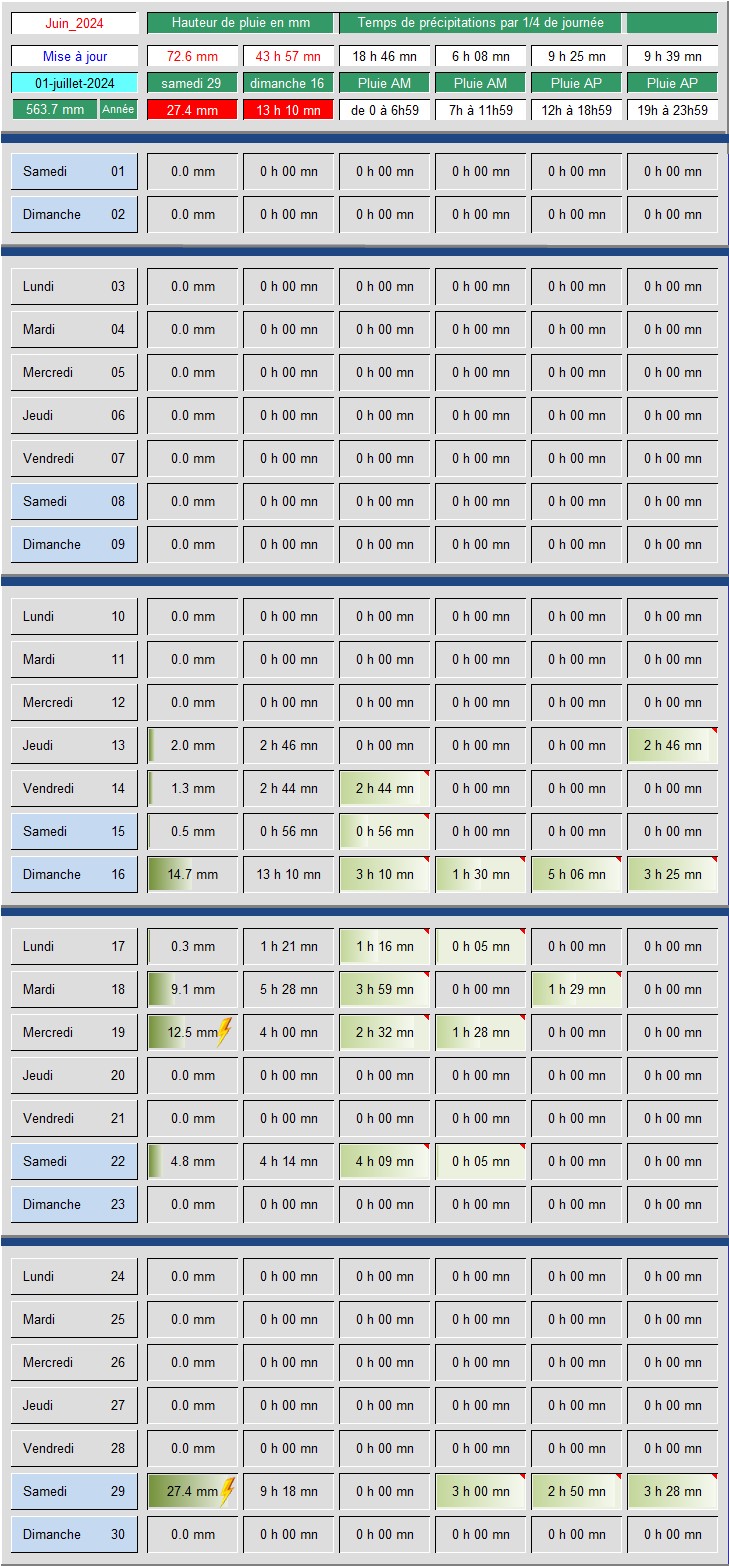 Juin_2024 Hauteur de pluie en mm Temps de précipitations par 1/4 de journée
Mise à jour 72.6 mm 43 h 57 mn 18 h 46 mn 6 h 08 mn 9 h 25 mn 9 h 39 mn
01-juillet-2024 samedi 29 dimanche 16 Pluie AM Pluie AM Pluie AP Pluie AP
563.7 mm Année 27.4 mm 13 h 10 mn de 0 à 6h59 7h à 11h59 12h à 18h59 19h à 23h59
Samedi 01 0.0 mm 0 h 00 mn 0 h 00 mn 0 h 00 mn 0 h 00 mn 0 h 00 mn
Dimanche 02 0.0 mm 0 h 00 mn 0 h 00 mn 0 h 00 mn 0 h 00 mn 0 h 00 mn
Lundi 03 0.0 mm 0 h 00 mn 0 h 00 mn 0 h 00 mn 0 h 00 mn 0 h 00 mn
Mardi 04 0.0 mm 0 h 00 mn 0 h 00 mn 0 h 00 mn 0 h 00 mn 0 h 00 mn
Mercredi 05 0.0 mm 0 h 00 mn 0 h 00 mn 0 h 00 mn 0 h 00 mn 0 h 00 mn
Jeudi 06 0.0 mm 0 h 00 mn 0 h 00 mn 0 h 00 mn 0 h 00 mn 0 h 00 mn
Vendredi 07 0.0 mm 0 h 00 mn 0 h 00 mn 0 h 00 mn 0 h 00 mn 0 h 00 mn
Samedi 08 0.0 mm 0 h 00 mn 0 h 00 mn 0 h 00 mn 0 h 00 mn 0 h 00 mn
Dimanche 09 0.0 mm 0 h 00 mn 0 h 00 mn 0 h 00 mn 0 h 00 mn 0 h 00 mn
Lundi 10 0.0 mm 0 h 00 mn 0 h 00 mn 0 h 00 mn 0 h 00 mn 0 h 00 mn
Mardi 11 0.0 mm 0 h 00 mn 0 h 00 mn 0 h 00 mn 0 h 00 mn 0 h 00 mn
Mercredi 12 0.0 mm 0 h 00 mn 0 h 00 mn 0 h 00 mn 0 h 00 mn 0 h 00 mn
Jeudi 13 2.0 mm 2 h 46 mn 0 h 00 mn 0 h 00 mn 0 h 00 mn 2 h 46 mn
Vendredi 14 1.3 mm 2 h 44 mn 2 h 44 mn 0 h 00 mn 0 h 00 mn 0 h 00 mn
Samedi 15 0.5 mm 0 h 56 mn 0 h 56 mn 0 h 00 mn 0 h 00 mn 0 h 00 mn
Dimanche 16 14.7 mm 13 h 10 mn 3 h 10 mn 1 h 30 mn 5 h 06 mn 3 h 25 mn
Lundi 17 0.3 mm 1 h 21 mn 1 h 16 mn 0 h 05 mn 0 h 00 mn 0 h 00 mn
Mardi 18 9.1 mm 5 h 28 mn 3 h 59 mn 0 h 00 mn 1 h 29 mn 0 h 00 mn
Mercredi 19 12.5 mm 4 h 00 mn 2 h 32 mn 1 h 28 mn 0 h 00 mn 0 h 00 mn
Jeudi 20 0.0 mm 0 h 00 mn 0 h 00 mn 0 h 00 mn 0 h 00 mn 0 h 00 mn
Vendredi 21 0.0 mm 0 h 00 mn 0 h 00 mn 0 h 00 mn 0 h 00 mn 0 h 00 mn
Samedi 22 4.8 mm 4 h 14 mn 4 h 09 mn 0 h 05 mn 0 h 00 mn 0 h 00 mn
Dimanche 23 0.0 mm 0 h 00 mn 0 h 00 mn 0 h 00 mn 0 h 00 mn 0 h 00 mn
Lundi 24 0.0 mm 0 h 00 mn 0 h 00 mn 0 h 00 mn 0 h 00 mn 0 h 00 mn
Mardi 25 0.0 mm 0 h 00 mn 0 h 00 mn 0 h 00 mn 0 h 00 mn 0 h 00 mn
Mercredi 26 0.0 mm 0 h 00 mn 0 h 00 mn 0 h 00 mn 0 h 00 mn 0 h 00 mn
Jeudi 27 0.0 mm 0 h 00 mn 0 h 00 mn 0 h 00 mn 0 h 00 mn 0 h 00 mn
Vendredi 28 0.0 mm 0 h 00 mn 0 h 00 mn 0 h 00 mn 0 h 00 mn 0 h 00 mn
Samedi 29 27.4 mm 9 h 18 mn 0 h 00 mn 3 h 00 mn 2 h 50 mn 3 h 28 mn
Dimanche 30 0.0 mm 0 h 00 mn 0 h 00 mn 0 h 00 mn 0 h 00 mn 0 h 00 mn